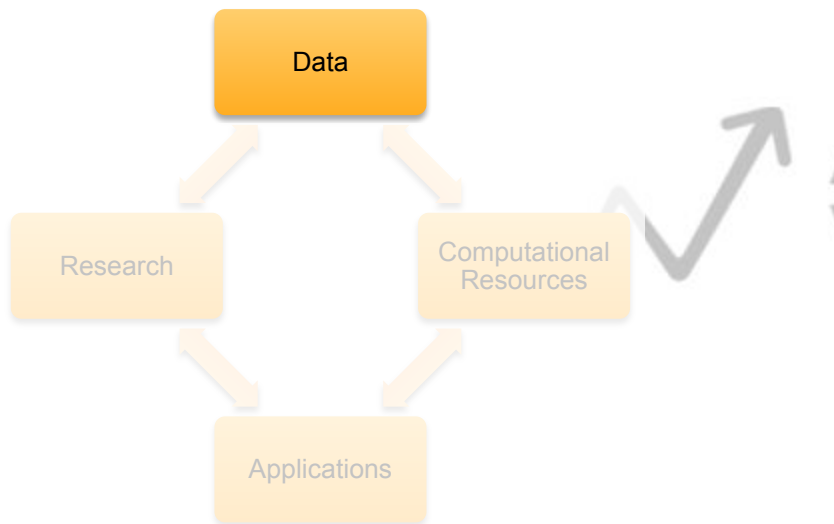 Data
Research
Computational
Resources
Applications